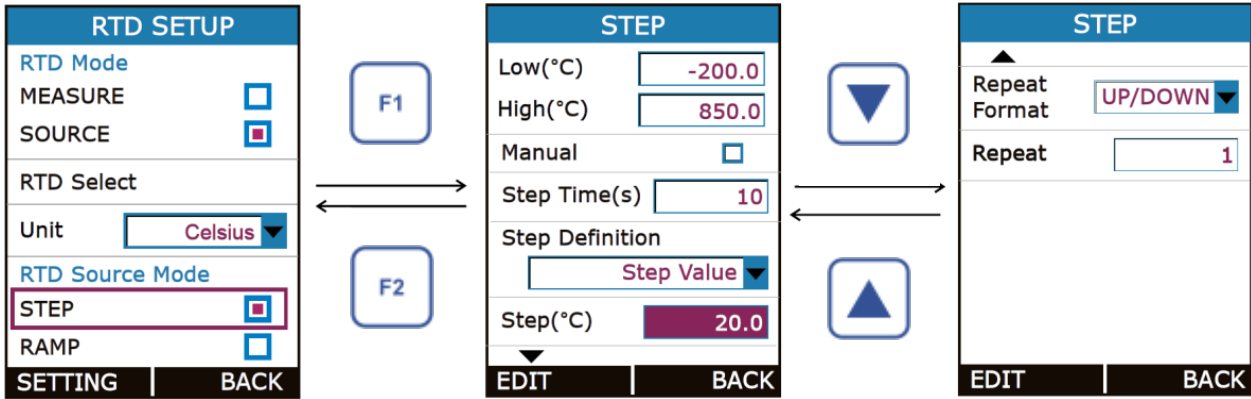 RTD SETUP
RTD Mode
MEASURE
SOURCE
RTD Select
Unit Celsius
RTD Source Mode
STEP
RAMP
SETTING BACK
F1
F2
STEP
Low(°C) -200.0
High(°C) 850.0
Manual
Step Time(s) 10
Step Definition
Step Value
Step(°C) 20.0
EDIT BACK
STEP
Repeat
Format UP/DOWN
Repeat 1
EDIT BACK